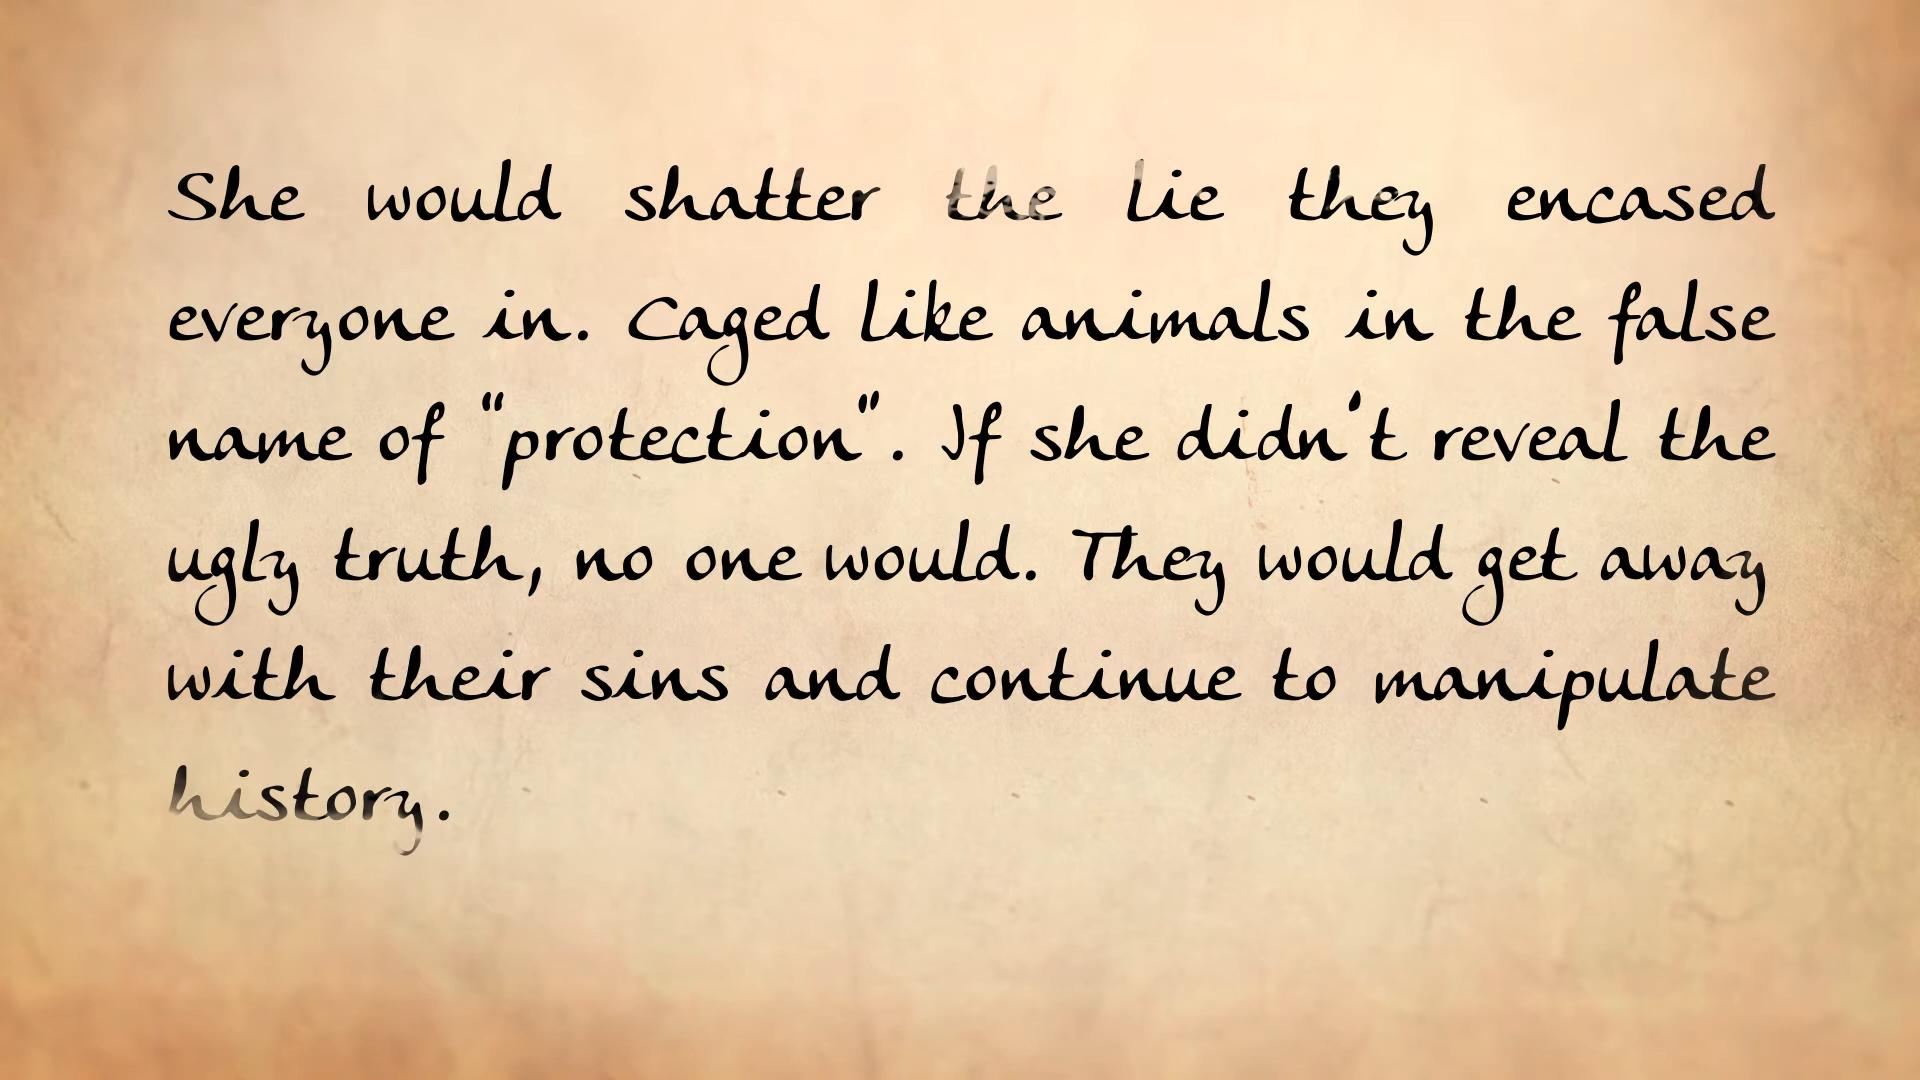 She would shatter the lie they encased
everyone in. Caged like animals in the false
name of “protection”. If she didn't reveal the
ugly truth, no one would. They would get away
with their sins and continue to manipulate
history.